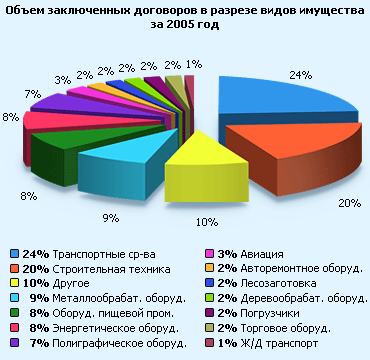 Объем заключенных договоров в разрезе видов имущества
за 2005 год
24%
20%
10%
9%
8%
8%
7%
3%
2%
2%
2%
2%
2%
1%
24% Транспортные ср-ва
20% Строительная техника
10% Другое
9% Металлообрабат. оборуд.
8% Оборуд. пищевой пром.
8% Энергетическое оборуд.
7% Полиграфическое оборуд.
3% Авиация
2% Авторемонтное оборуд.
2% Лесозаготовка
2% Деревообрабат. оборуд.
2% Погрузчики
2% Торговое оборуд.
1% Ж/Д транспорт